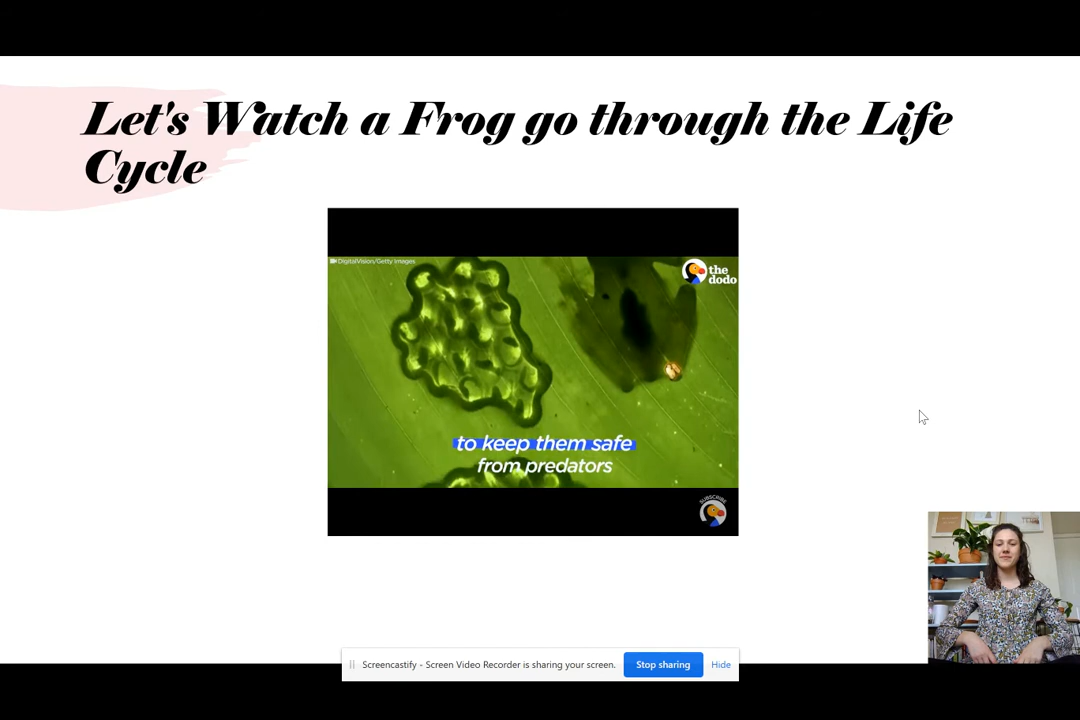 Let's Watch a Frog go through the Life
Cycle
DigitalVision/Getty Images
the
dodo
to keep them safe
from predators
SUBSCRIBE
Screencastify - Screen Video Recorder is sharing your screen.
Stop sharing
Hide